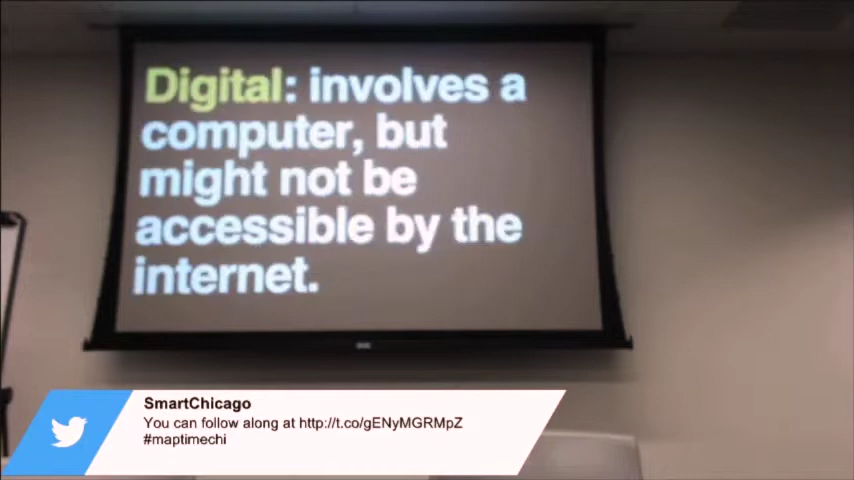 Digital: involves a
computer, but
might not be
accessible by the
internet.
SmartChicago
You can follow along at http://t.co/gENyMGRMpZ
#maptimechi